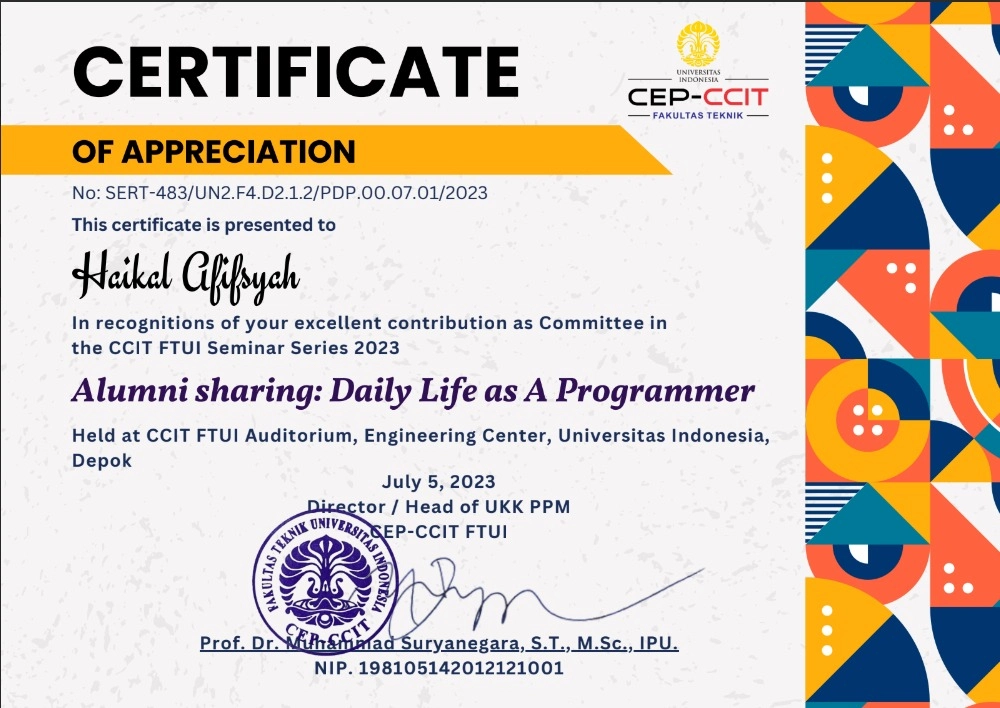 CERTIFICATE
UNIVERSITAS
INDONESIA
CEP-CCIT
FAKULTAS TEKNIK
OF APPRECIATION
No: SERT-483/UN2.F4.D2.1.2/PDP.00.07.01/2023
This certificate is presented to
Haikal Afifsyah
In recognitions of your excellent contribution as Committee in
the CCIT FTUI Seminar Series 2023
Alumni sharing: Daily Life as A Programmer
Held at CCIT FTUI Auditorium, Engineering Center, Universitas Indonesia,
Depok
July 5, 2023
Director / Head of UKK PPM
CEP-CCIT FTUI
FAKULTAS TEKNIK UNIVERSITAS INDONESIA
CEP-CCIT
Prof. Dr. Muhammad Suryanegara, S.T., M.Sc., IPU.
NIP. 198105142012121001